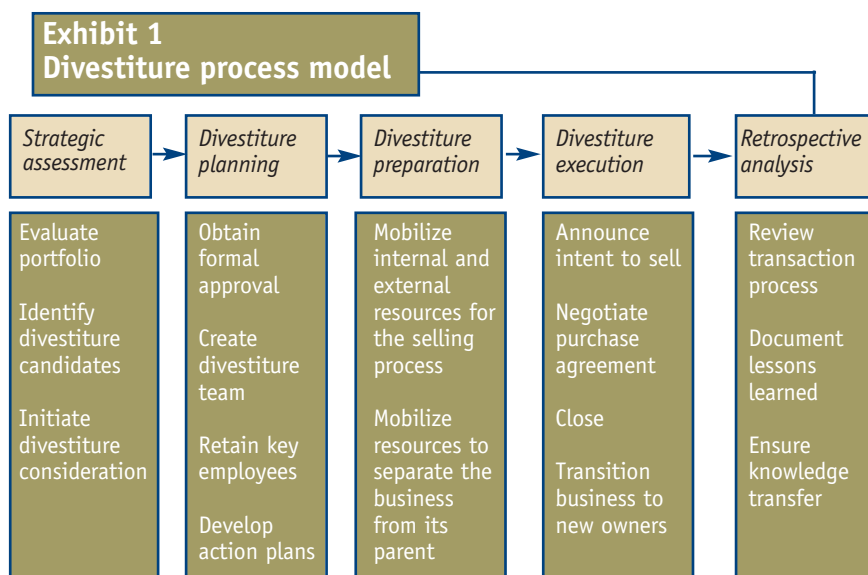 Exhibit 1
Divestiture process model
Strategic
assessment
Divestiture
planning
Divestiture
preparation
Divestiture
execution
Retrospective
analysis
Evaluate
portfolio
Identify
divestiture
candidates
Initiate
divestiture
consideration
Obtain
formal
approval
Create
divestiture
team
Retain key
employees
Develop
action plans
Mobilize
internal and
external
resources for
the selling
process
Mobilize
resources to
separate the
business
from its
parent
Announce
intent to sell
Negotiate
purchase
agreement
Close
Transition
business to
new owners
Review
transaction
process
Document
lessons
learned
Ensure
knowledge
transfer